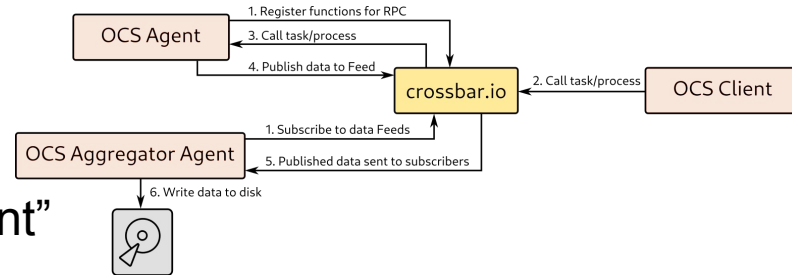 1. Register functions for RPC
OCS Agent
3. Call task/process
4. Publish data to Feed
crossbar.io
2. Call task/process
OCS Client
1. Subscribe to data Feeds
OCS Aggregator Agent
5. Published data sent to subscribers
6. Write data to disk
nt”